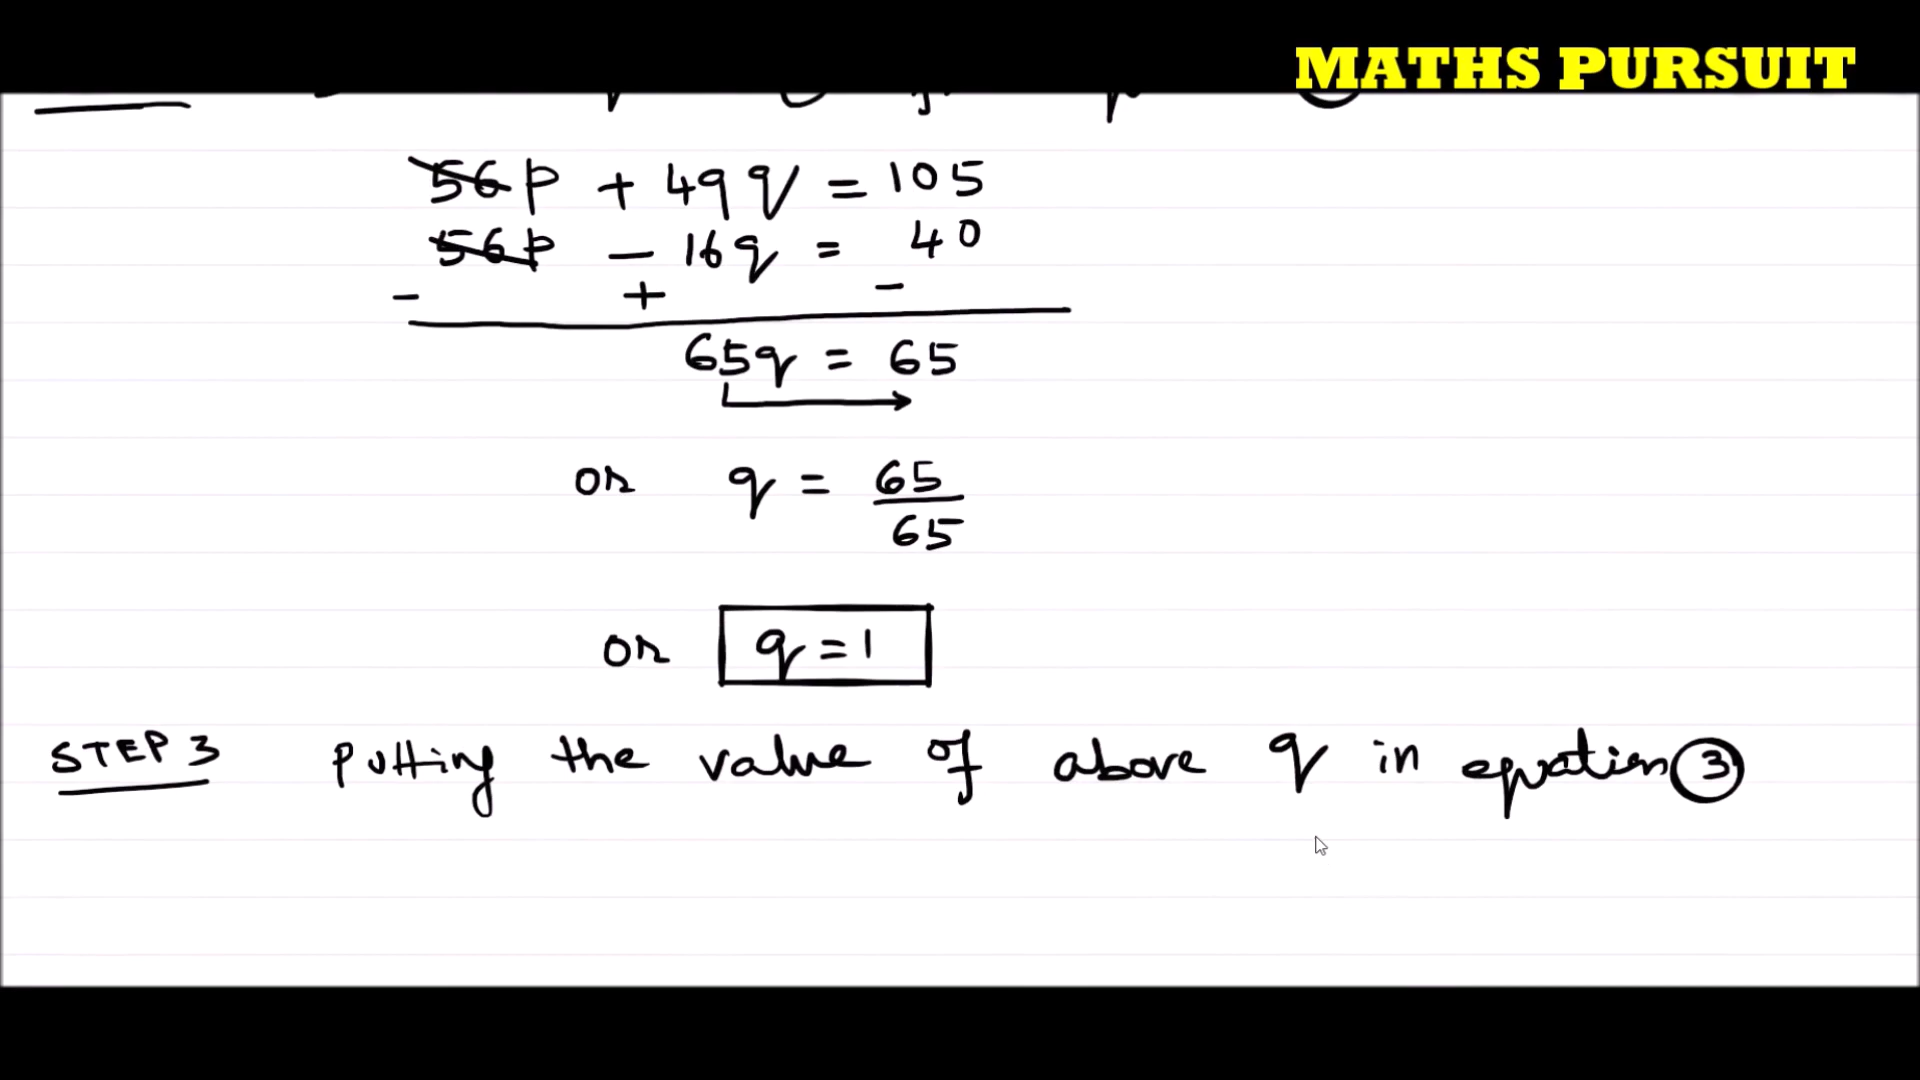 MATHS PURSUIT
56p + 49q = 105
56p - 16q = 40
- + -
65q = 65
or q = 65/65
or q = 1
STEP 3 Putting the value of above q in equation ③